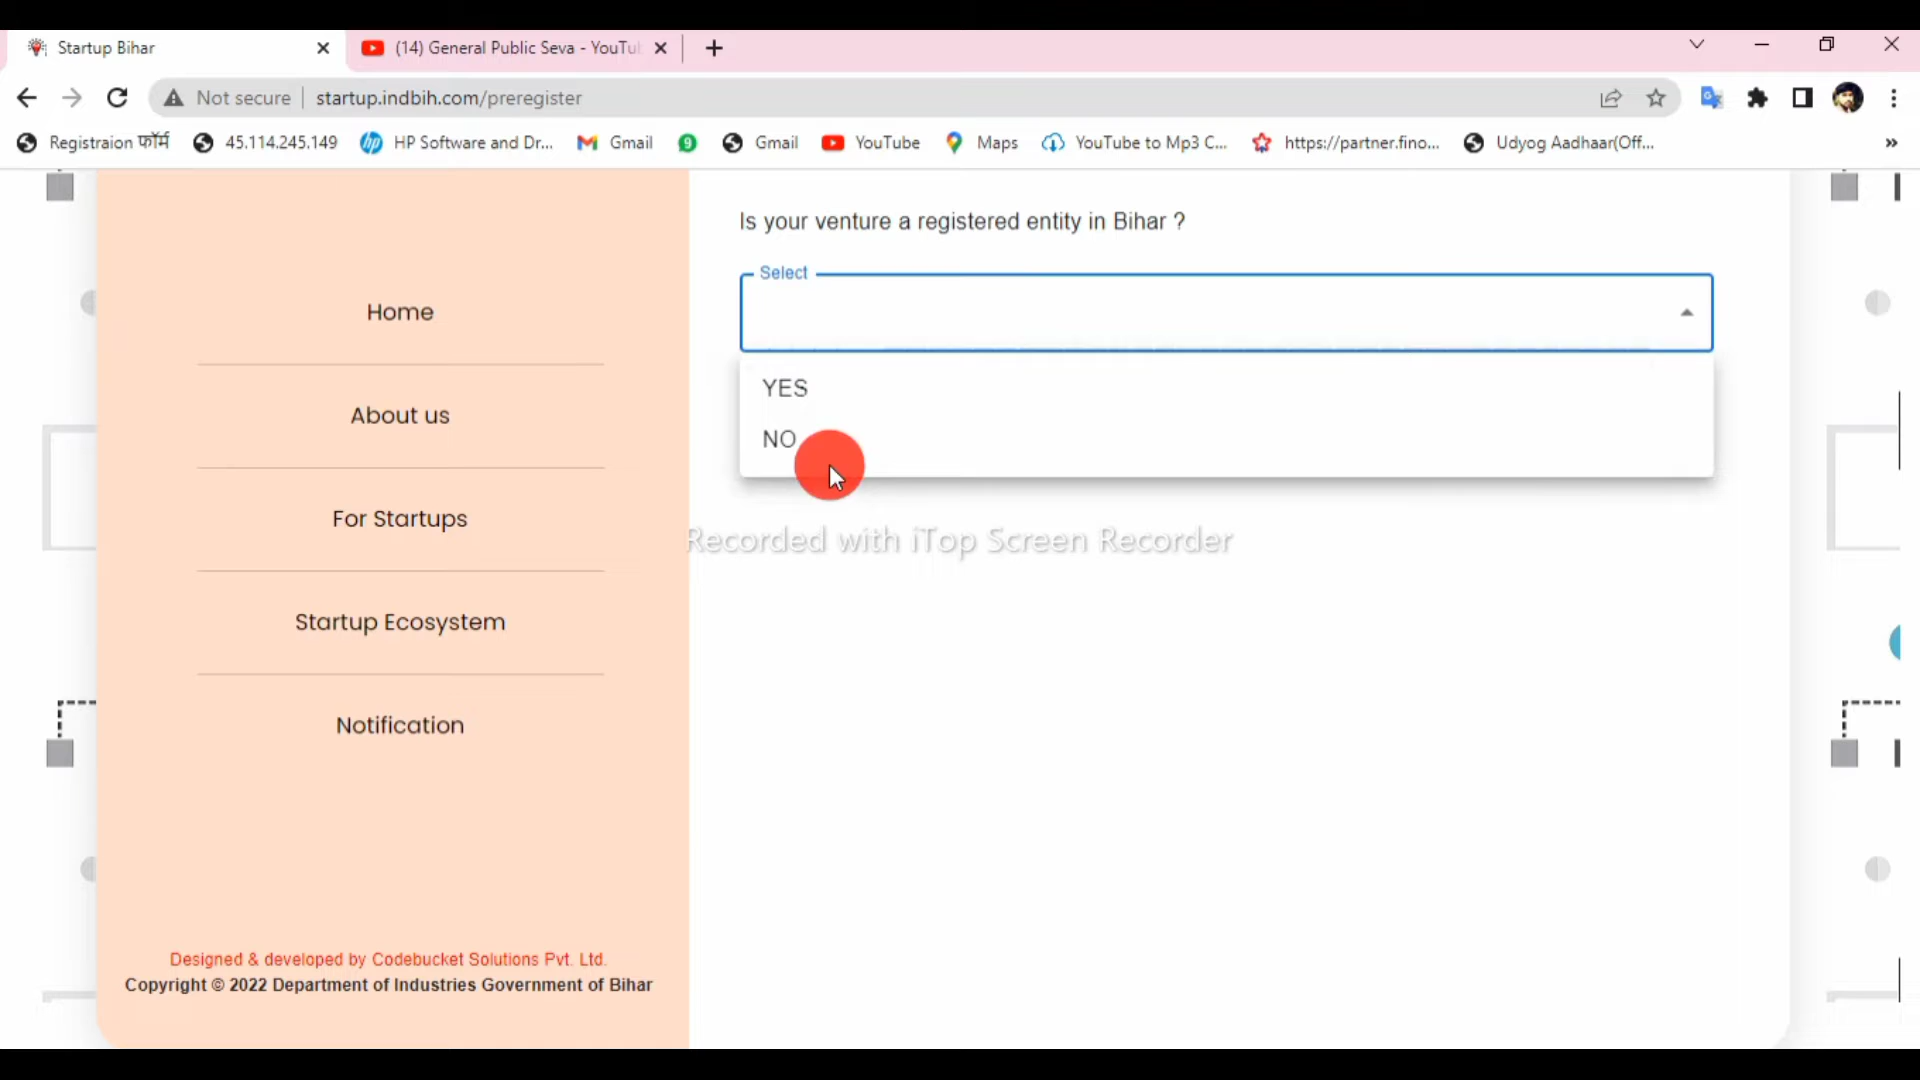 Startup Bihar
(14) General Public Seva - YouTu
Not secure
startup.indbih.com/preregister
Registraion फॉर्म
45.114.245.149
HP Software and Dr...
Gmail
9
Gmail
YouTube
Maps
YouTube to Mp3 C...
https://partner.fino...
Udyog Aadhaar(Off...
»
Is your venture a registered entity in Bihar ?
Select
YES
NO
Home
About us
For Startups
Startup Ecosystem
Notification
Recorded with iTop Screen Recorder
Designed & developed by Codebucket Solutions Pvt. Ltd.
Copyright © 2022 Department of Industries Government of Bihar